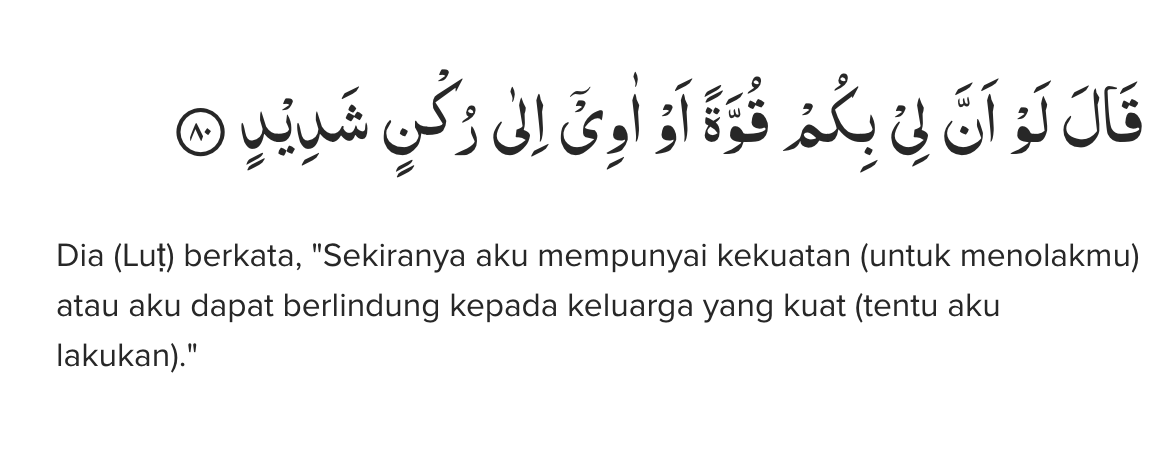 قَالَ لَوْ اَنَّ لِيْ بِكُمْ قُوَّةً اَوْ اٰوِيْٓ اِلٰى رُكْنٍ شَدِيْدٍ ۝٨٠
Dia (Luṭ) berkata, "Sekiranya aku mempunyai kekuatan (untuk menolakmu)
atau aku dapat berlindung kepada keluarga yang kuat (tentu aku
lakukan)."